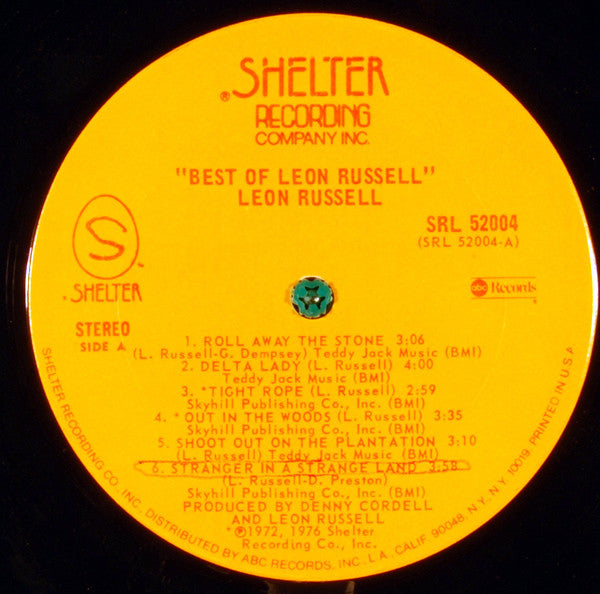 SHELTER
®
RECORDING
COMPANY INC.
"BEST OF LEON RUSSELL"
LEON RUSSELL
SRL 52004
(SRL 52004-A)
S
SHELTER
abc Records
®
STEREO
SIDE A
1. ROLL AWAY THE STONE 3:06
(L. Russell-G. Dempsey) Teddy Jack Music (BMI)
2. DELTA LADY (L. Russell) 4:00
Teddy Jack Music (BMI)
3. *TIGHT ROPE (L. Russell) 2:59
Skyhill Publishing Co., Inc. (BMI)
4. *OUT IN THE WOODS (L. Russell) 3:35
Skyhill Publishing Co., Inc. (BMI)
5. SHOOT OUT ON THE PLANTATION 3:10
(L. Russell) Teddy Jack Music (BMI)
6. STRANGER IN A STRANGE LAND 3:58
(L. Russell-D. Preston)
Skyhill Publishing Co., Inc. (BMI)
PRODUCED BY DENNY CORDELL
AND LEON RUSSELL
*℗1972, 1976 Shelter
Recording Co., Inc.
SHELTER RECORDING CO., INC. DISTRIBUTED BY ABC RECORDS, INC., L.A., CALIF. 90048, N.Y., N.Y. 10019, PRINTED IN U.S.A